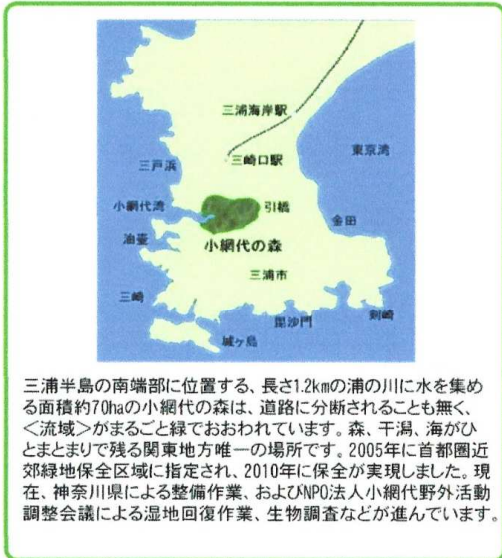 三浦海岸駅
東京湾
三崎口駅
三戸浜
小網代湾
引橋
金田
油壷
小網代の森
三浦市
三崎
毘沙門
剣崎
城ヶ島
三浦半島の南端部に位置する、長さ1.2kmの浦の川に水を集め
る面積約70haの小網代の森は、道路に分断されることも無く、
<流域>がまるごと緑でおおわれています。森、干潟、海がひ
とまとまりで残る関東地方唯一の場所です。2005年に首都圏近
郊緑地保全区域に指定され、2010年に保全が実現しました。現
在、神奈川県による整備作業、およびNPO法人小網代野外活動
調整会議による湿地回復作業、生物調査などが進んでいます。